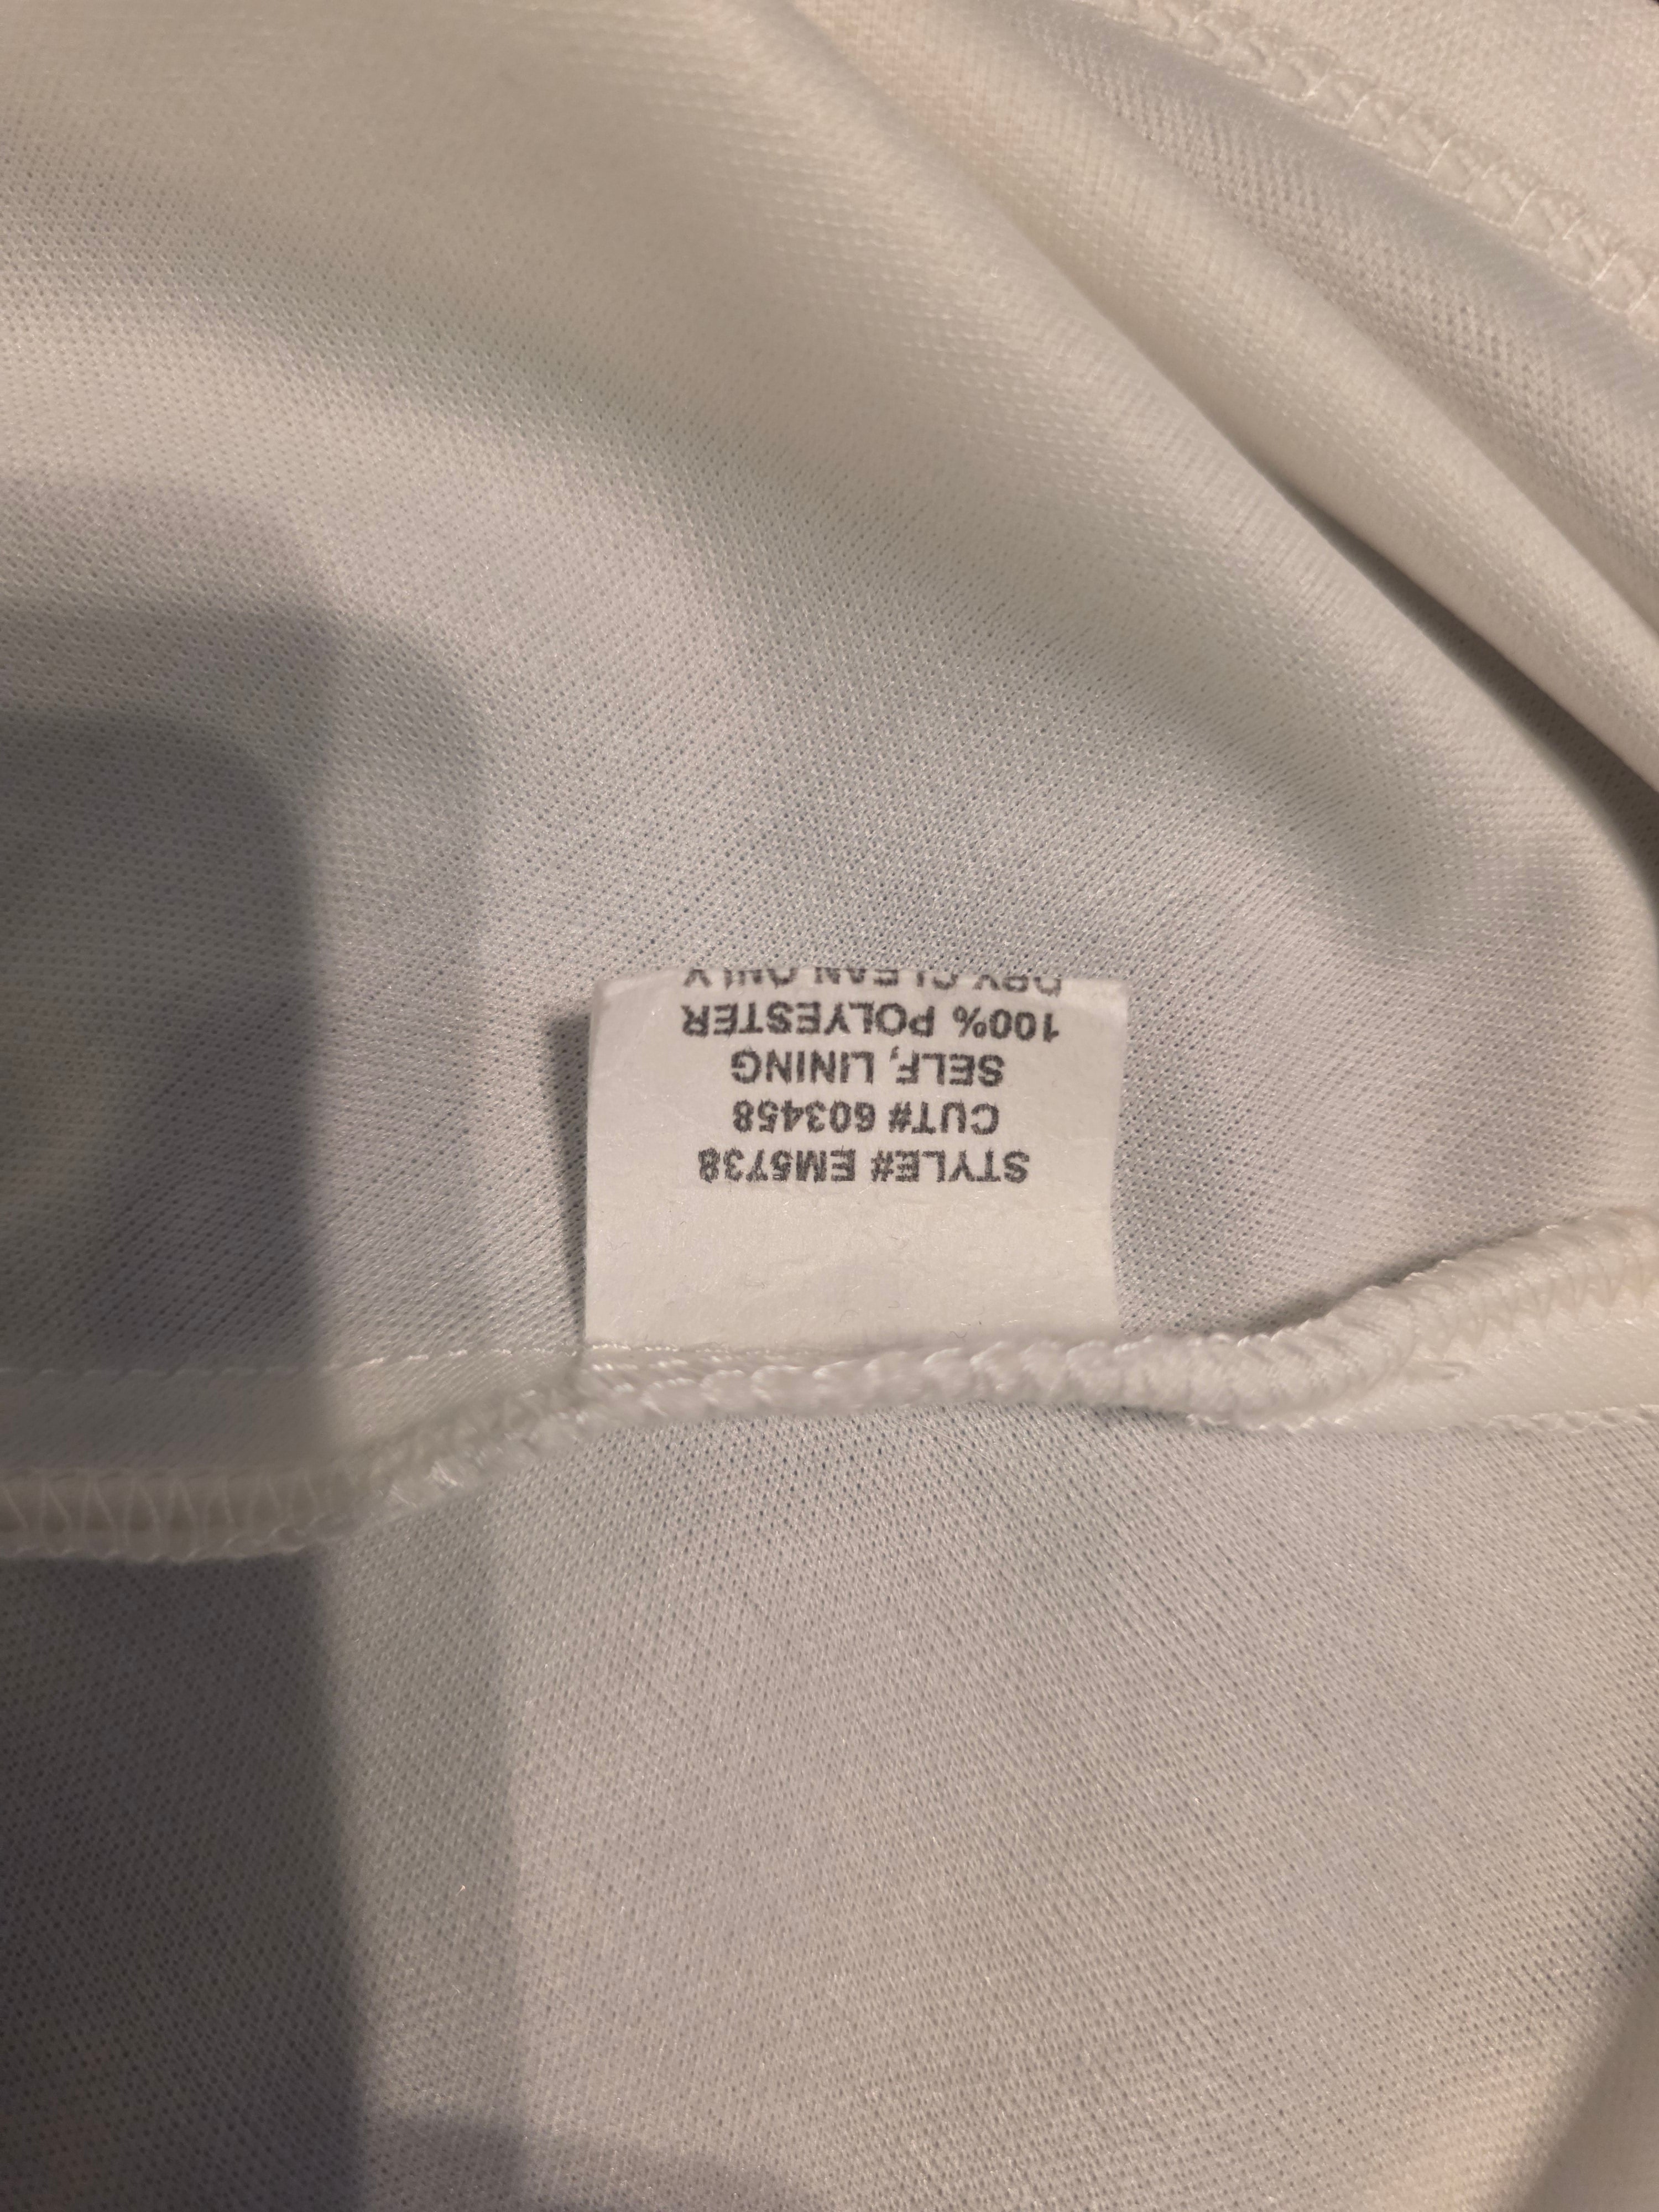 STYLE# EM5738
CUT# 603458
SELF, LINING
100% POLYESTER
DRY CLEAN ONLY